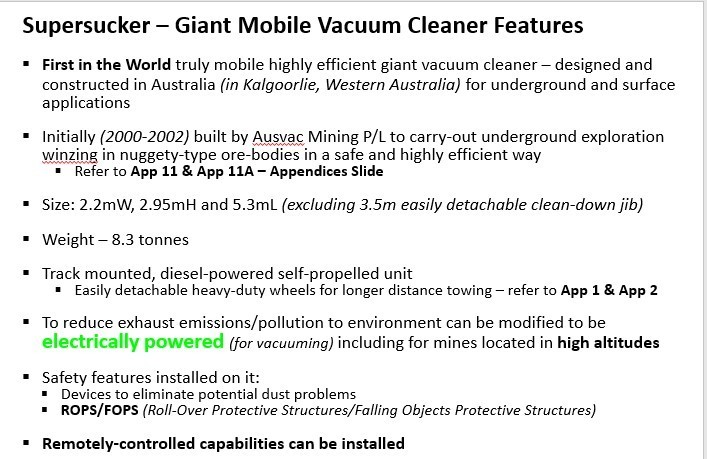 Supersucker – Giant Mobile Vacuum Cleaner Features
▪ First in the World truly mobile highly efficient giant vacuum cleaner – designed and
constructed in Australia (in Kalgoorlie, Western Australia) for underground and surface
applications
▪ Initially (2000-2002) built by Ausvac Mining P/L to carry-out underground exploration
winzing in nuggety-type ore-bodies in a safe and highly efficient way
▪ Refer to App 11 & App 11A – Appendices Slide
▪ Size: 2.2mW, 2.95mH and 5.3mL (excluding 3.5m easily detachable clean-down jib)
▪ Weight – 8.3 tonnes
▪ Track mounted, diesel-powered self-propelled unit
▪ Easily detachable heavy-duty wheels for longer distance towing – refer to App 1 & App 2
▪ To reduce exhaust emissions/pollution to environment can be modified to be
electrically powered (for vacuuming) including for mines located in high altitudes
▪ Safety features installed on it:
▪ Devices to eliminate potential dust problems
▪ ROPS/FOPS (Roll-Over Protective Structures/Falling Objects Protective Structures)
▪ Remotely-controlled capabilities can be installed